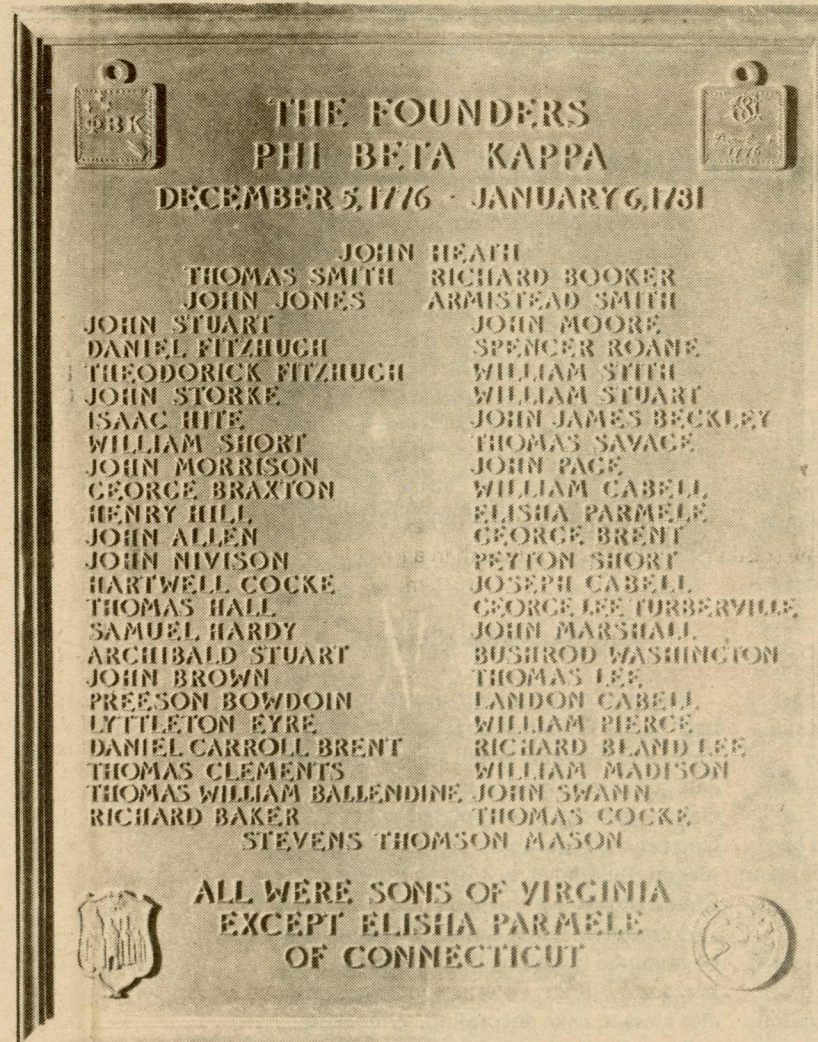 ΦΒΚ
THE FOUNDERS
PHI BETA KAPPA
DECEMBER 5, 1776 · JANUARY 6, 1781
JOHN HEATH
THOMAS SMITH RICHARD BOOKER
JOHN JONES ARMISTEAD SMITH
JOHN STUART JOHN MOORE
DANIEL FITZHUGH SPENCER ROANE
THEODORICK FITZHUGH WILLIAM STITH
JOHN STORKE WILLIAM STUART
ISAAC HITE JOHN JAMES BECKLEY
WILLIAM SHORT THOMAS SAVAGE
JOHN MORRISON JOHN PAGE
GEORGE BRAXTON WILLIAM CABELL
HENRY HILL ELISHA PARMELE
JOHN ALLEN GEORGE BRENT
JOHN NIVISON PEYTON SHORT
HARTWELL COCKE JOSEPH CABELL
THOMAS HALL GEORGE LEE TURBERVILLE
SAMUEL HARDY JOHN MARSHALL
ARCHIBALD STUART BUSHROD WASHINGTON
JOHN BROWN THOMAS LEE
PREESON BOWDOIN LANDON CABELL
LYTTLETON EYRE WILLIAM PIERCE
DANIEL CARROLL BRENT RICHARD BLAND LEE
THOMAS CLEMENTS WILLIAM MADISON
THOMAS WILLIAM BALLENDINE JOHN SWANN
RICHARD BAKER THOMAS COCKE
STEVENS THOMSON MASON
ALL WERE SONS OF VIRGINIA
EXCEPT ELISHA PARMELE
OF CONNECTICUT